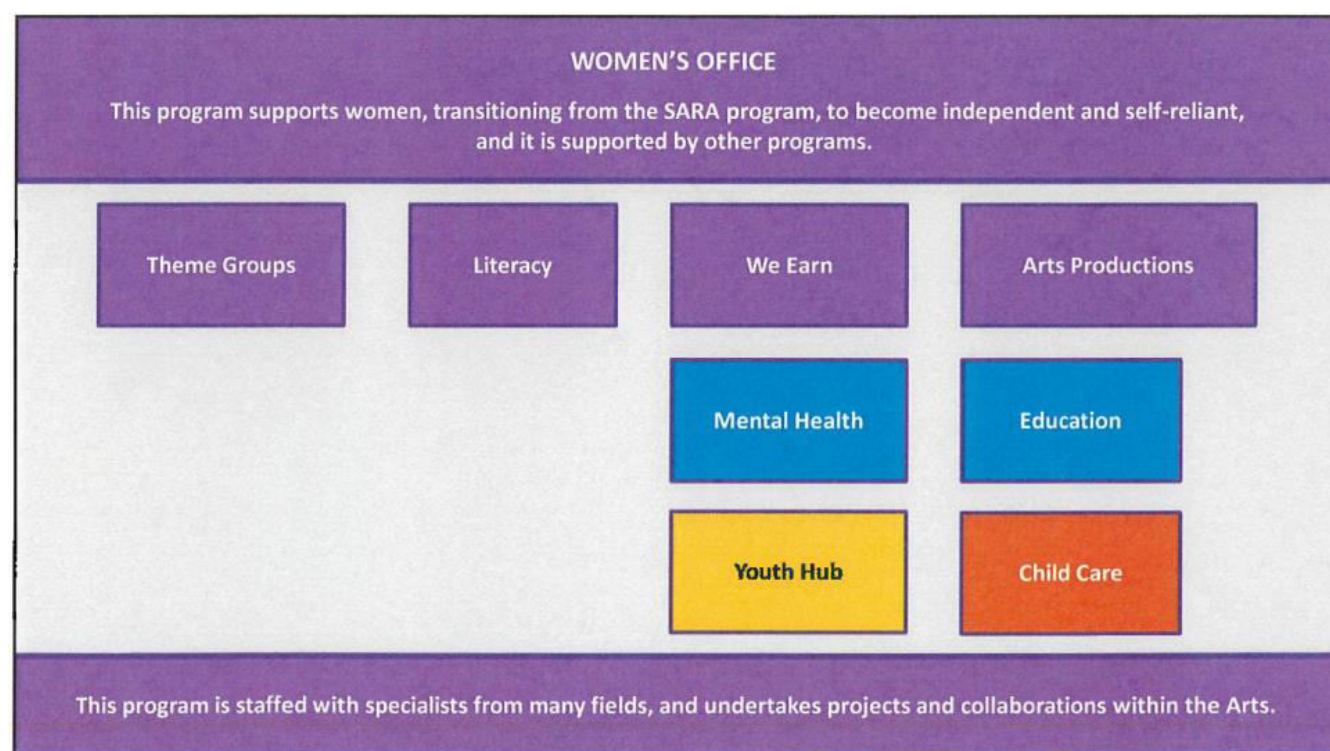 WOMEN'S OFFICE
This program supports women, transitioning from the SARA program, to become independent and self-reliant,
and it is supported by other programs.
Theme Groups
Literacy
We Earn
Arts Productions
Mental Health
Education
Youth Hub
Child Care
This program is staffed with specialists from many fields, and undertakes projects and collaborations within the Arts.